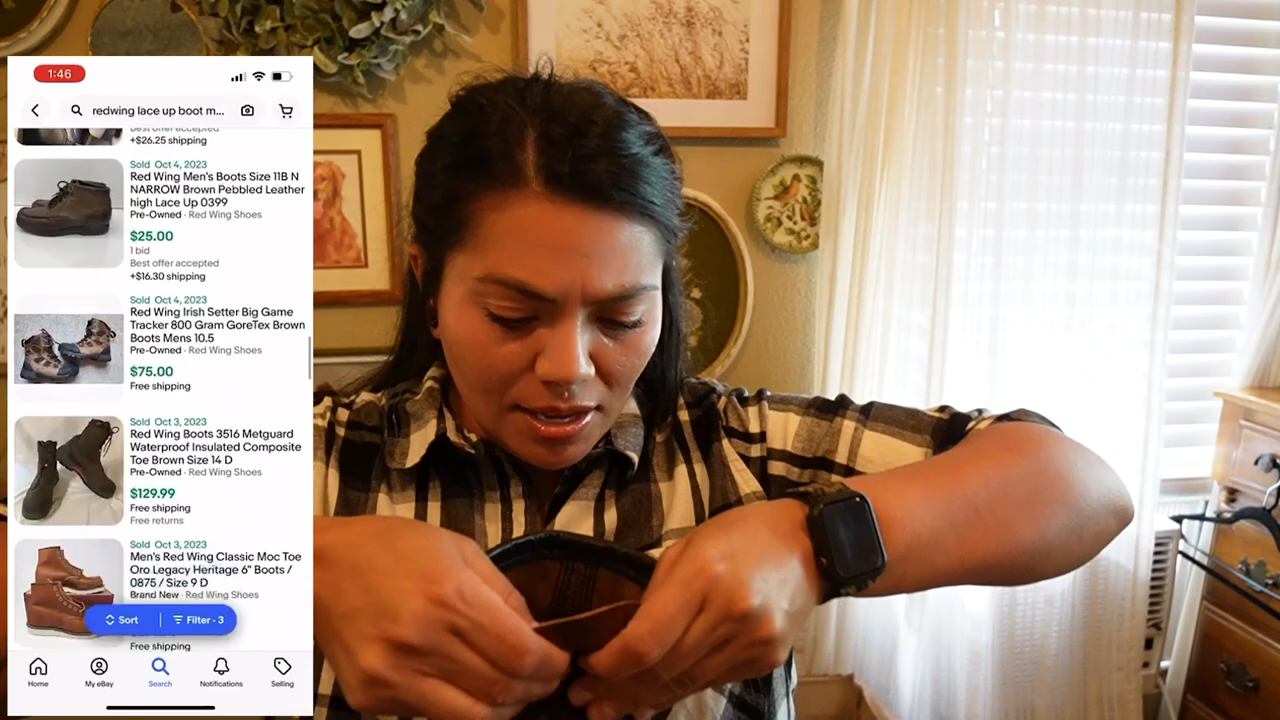 1:46
redwing lace up boot m...
Best offer accepted
+$26.25 shipping
Sold Oct 4, 2023
Red Wing Men's Boots Size 11B N
NARROW Brown Pebbled Leather
high Lace Up 0399
Pre-Owned · Red Wing Shoes
$25.00
1 bid
Best offer accepted
+$16.30 shipping
Sold Oct 4, 2023
Red Wing Irish Setter Big Game
Tracker 800 Gram GoreTex Brown
Boots Mens 10.5
Pre-Owned · Red Wing Shoes
$75.00
Free shipping
Sold Oct 3, 2023
Red Wing Boots 3516 Metguard
Waterproof Insulated Composite
Toe Brown Size 14 D
Pre-Owned · Red Wing Shoes
$129.99
Free shipping
Free returns
Sold Oct 3, 2023
Men's Red Wing Classic Moc Toe
Oro Legacy Heritage 6" Boots /
0875 / Size 9 D
Brand New · Red Wing Shoes
Sort
Filter · 3
Free shipping
Home
My eBay
Search
Notifications
Selling